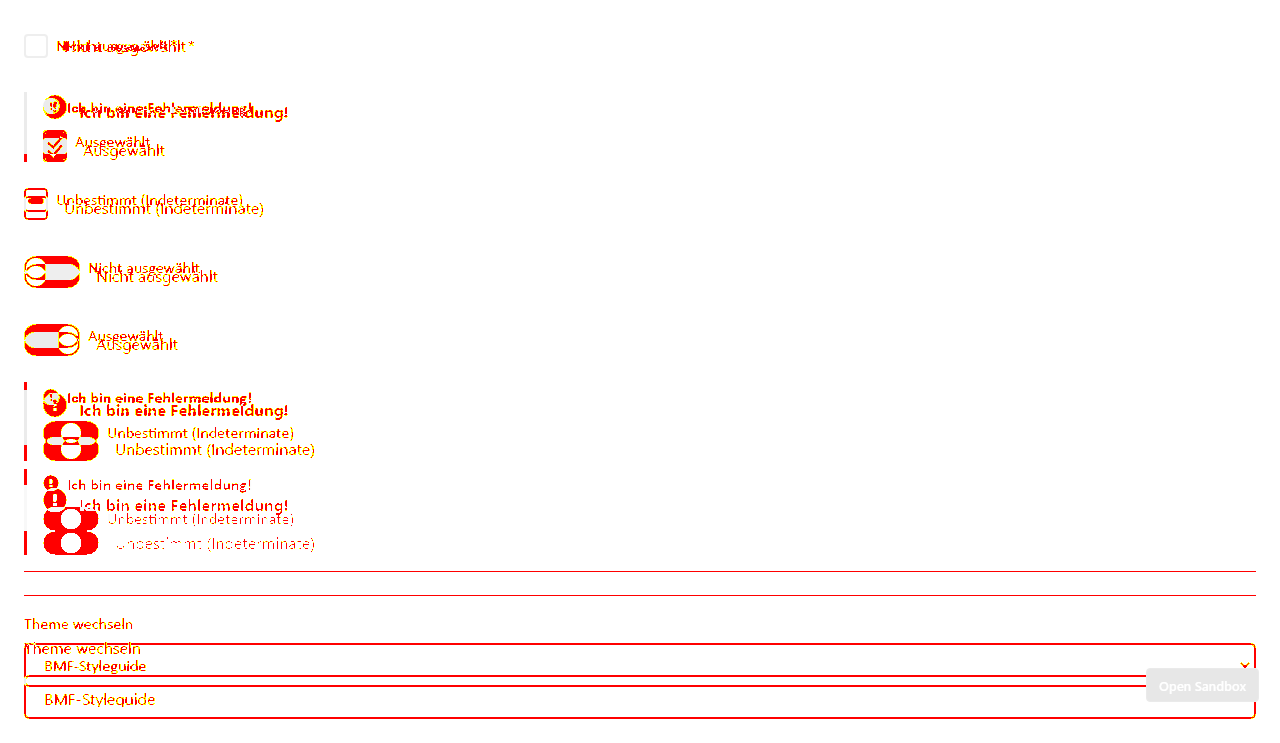 Nicht ausgewählt *
Nicht ausgewählt
Ich bin eine Fehlermeldung!
Ich bin eine Fehlermeldung!
Ausgewählt
Ausgewählt
Unbestimmt (Indeterminate)
Unbestimmt (Indeterminate)
Nicht ausgewählt
Nicht ausgewählt
Ausgewählt
Ausgewählt
Ich bin eine Fehlermeldung!
Ich bin eine Fehlermeldung!
Unbestimmt (Indeterminate)
Unbestimmt (Indeterminate)
Ich bin eine Fehlermeldung!
Ich bin eine Fehlermeldung!
Unbestimmt (Indeterminate)
Unbestimmt (Indeterminate)
Theme wechseln
Theme wechseln
BMF-Styleguide
Open Sandbox
BMF-Styleguide